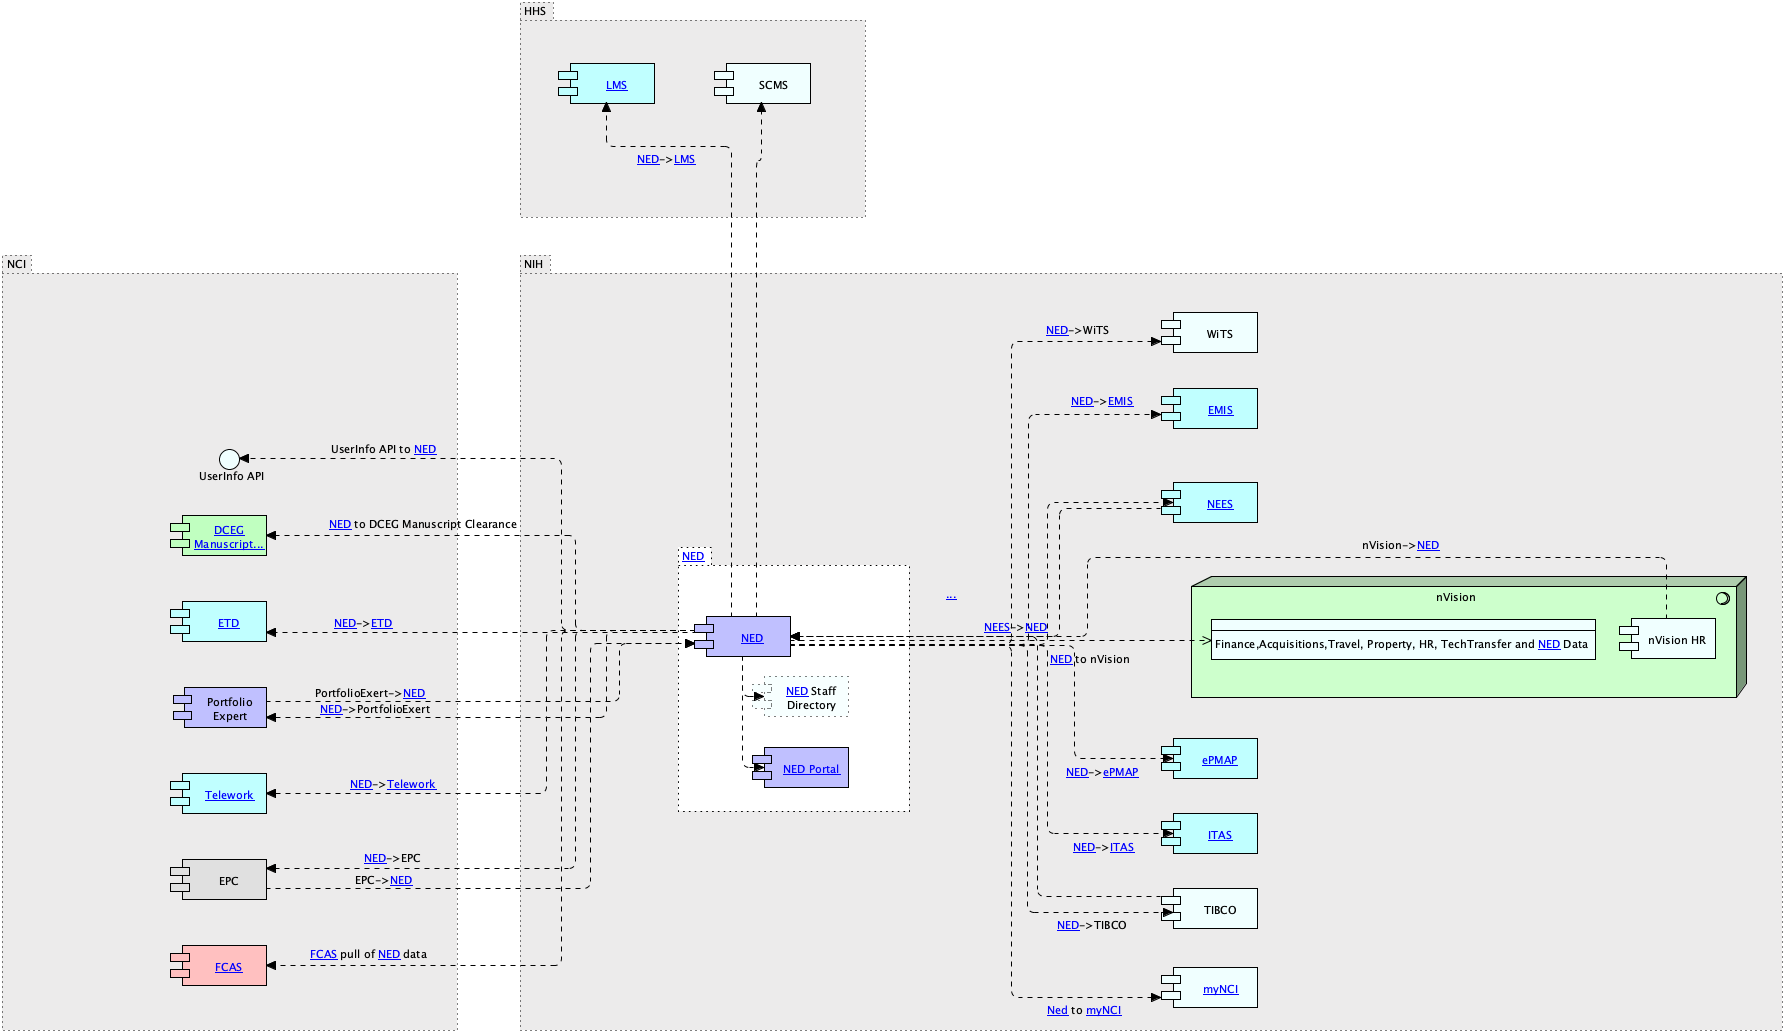 HHS
LMS
SCMS
NED->LMS
NCI
NIH
NED->WiTS
WiTS
NED->EMIS
EMIS
UserInfo API to NED
UserInfo API
NEES
NED to DCEG Manuscript Clearance
DCEG
Manuscript...
nVision->NED
NED
...
nVision
ETD
NED->ETD
NED
NEES->NED
Finance,Acquisitions,Travel, Property, HR, TechTransfer and NED Data
nVision HR
NED to nVision
PortfolioExert->NED
NED->PortfolioExert
Portfolio
Expert
NED Staff
Directory
NED Portal
ePMAP
NED->ePMAP
NED->Telework
Telework
ITAS
NED->ITAS
NED->EPC
EPC->NED
EPC
TIBCO
NED->TIBCO
FCAS pull of NED data
FCAS
myNCI
Ned to myNCI